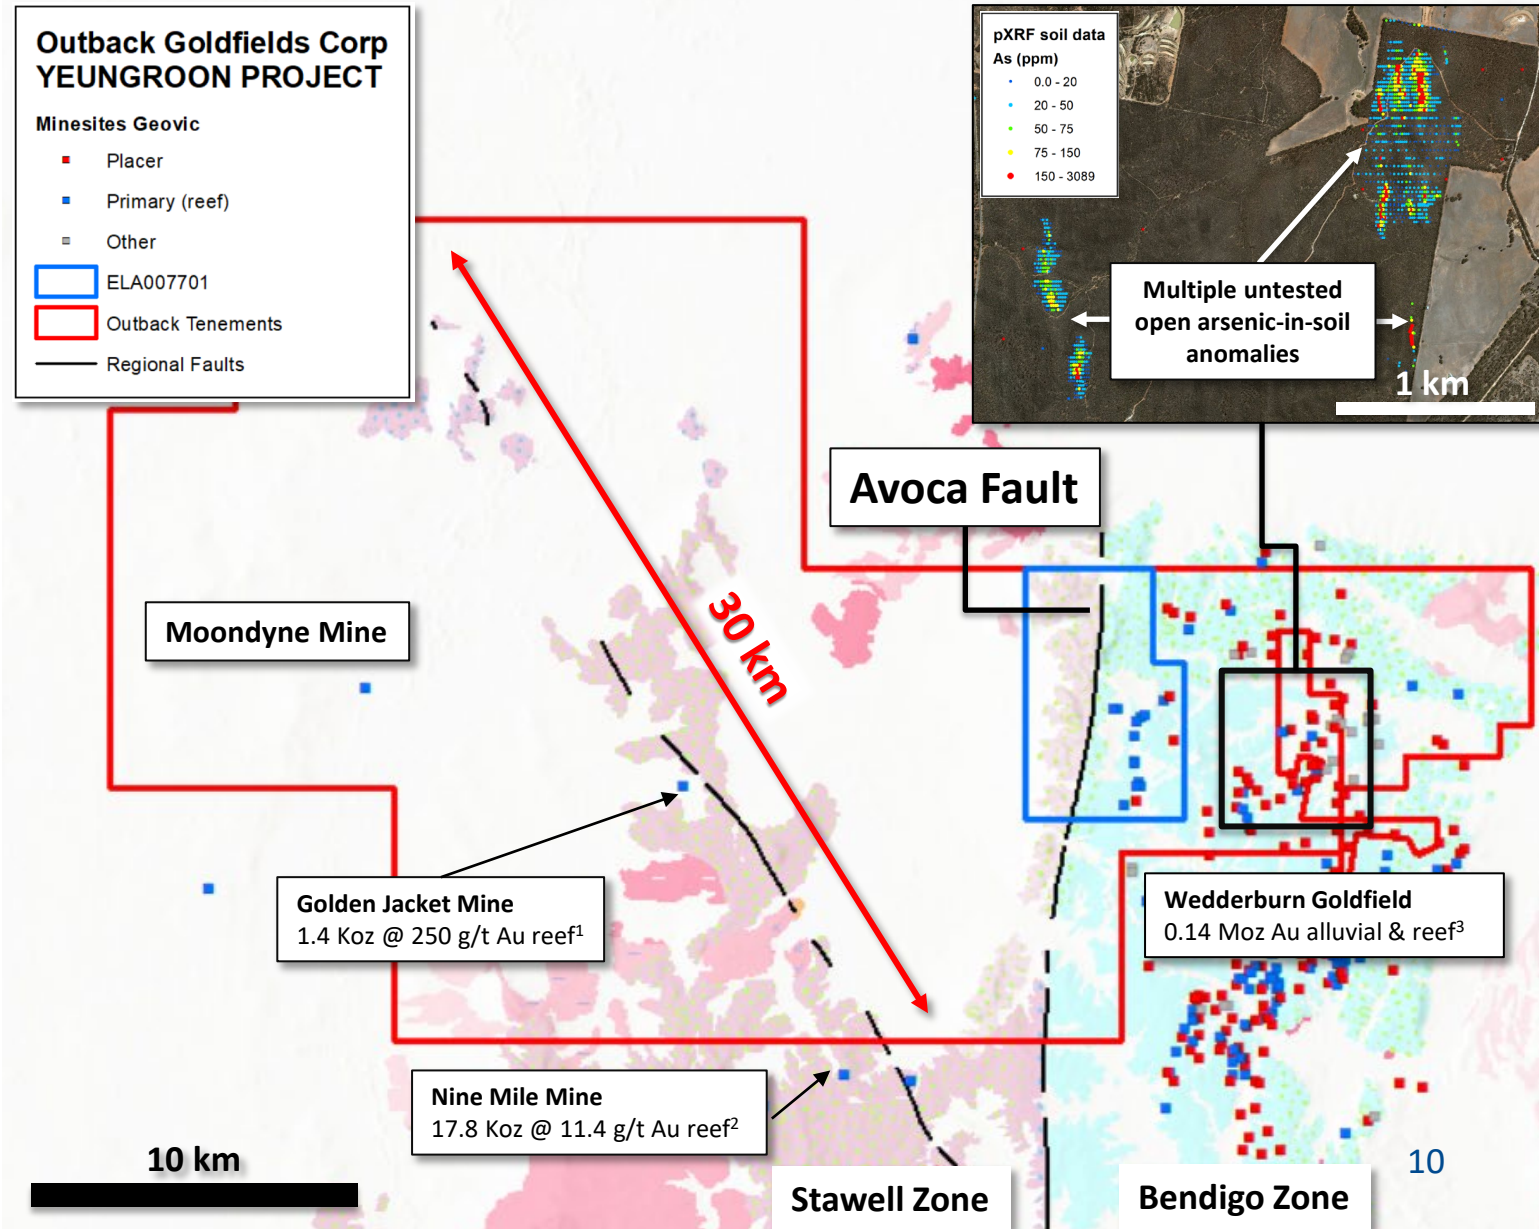 Outback Goldfields Corp
YEUNGROON PROJECT
Minesites Geovic
Placer
Primary (reef)
Other
ELA007701
Outback Tenements
Regional Faults
pXRF soil data
As (ppm)
0.0 - 20
20 - 50
50 - 75
75 - 150
150 - 3089
Multiple untested
open arsenic-in-soil
anomalies
1 km
Avoca Fault
30 km
Moondyne Mine
Golden Jacket Mine
1.4 Koz @ 250 g/t Au reef¹
Wedderburn Goldfield
0.14 Moz Au alluvial & reef³
Nine Mile Mine
17.8 Koz @ 11.4 g/t Au reef²
10 km
Stawell Zone
Bendigo Zone
10